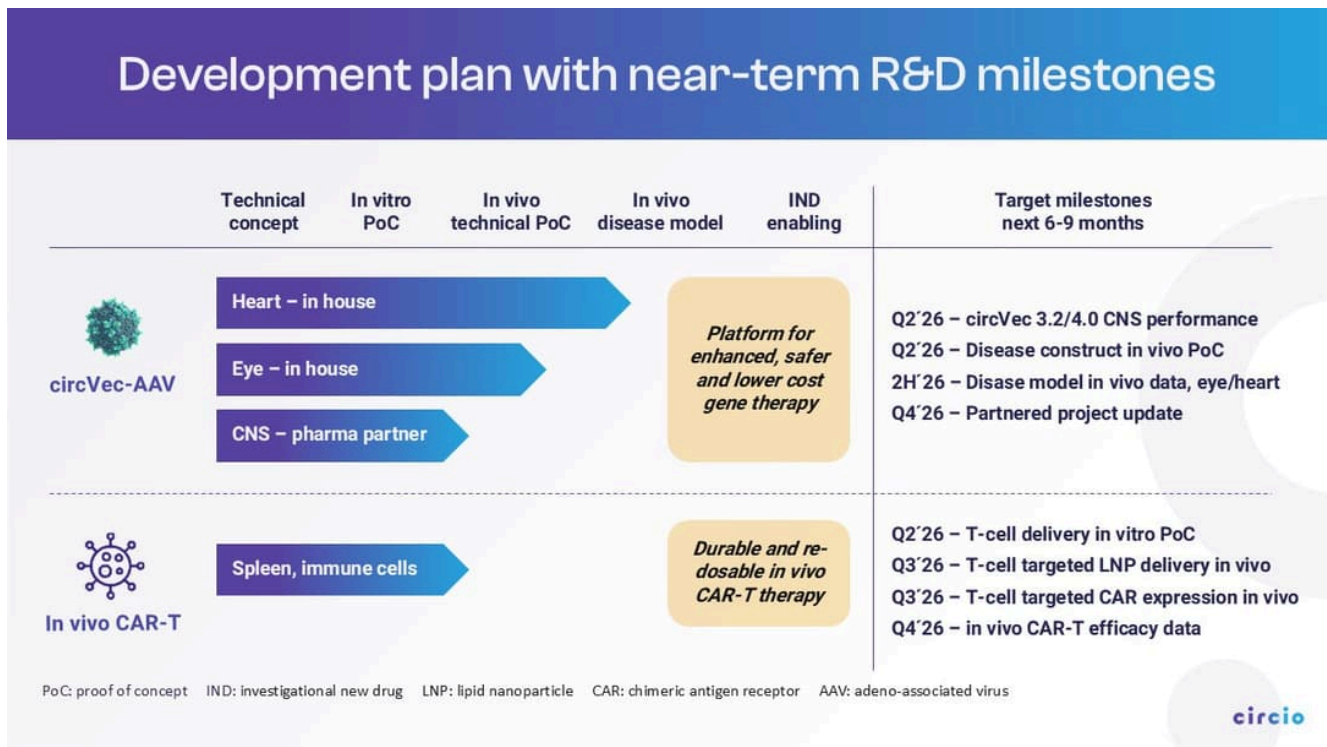 Development plan with near-term R&D milestones
Technical
concept
In vitro
PoC
In vivo
technical PoC
In vivo
disease model
IND
enabling
Target milestones
next 6-9 months
circVec-AAV
Heart – in house
Eye – in house
CNS – pharma partner
Platform for
enhanced, safer
and lower cost
gene therapy
Q2´26 – circVec 3.2/4.0 CNS performance
Q2´26 – Disease construct in vivo PoC
2H´26 – Disase model in vivo data, eye/heart
Q4´26 – Partnered project update
In vivo CAR-T
Spleen, immune cells
Durable and re-
dosable in vivo
CAR-T therapy
Q2´26 – T-cell delivery in vitro PoC
Q3´26 – T-cell targeted LNP delivery in vivo
Q3´26 – T-cell targeted CAR expression in vivo
Q4´26 – in vivo CAR-T efficacy data
PoC: proof of concept IND: investigational new drug LNP: lipid nanoparticle CAR: chimeric antigen receptor AAV: adeno-associated virus
circio